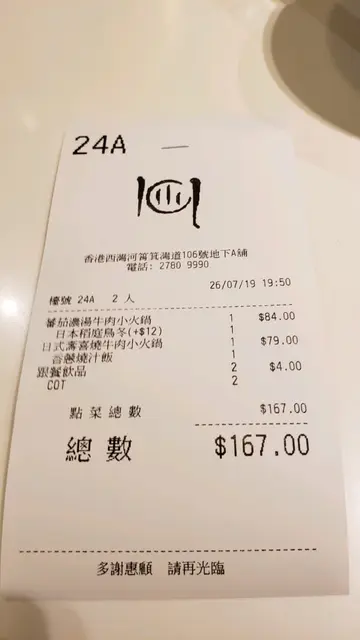 24A
香港西灣河筲箕灣道106號地下A舖
電話: 2780 9990
26/07/19 19:50
檯號 24A 2 人
蕃茄濃湯牛肉小火鍋 1 $84.00
日本稻庭烏冬(+$12) 1
日式壽喜燒牛肉小火鍋 1 $79.00
燒汁飯 1
跟餐飲品 2 $4.00
COT 2
點菜總數 $167.00
總數 $167.00
多謝惠顧 請再光臨